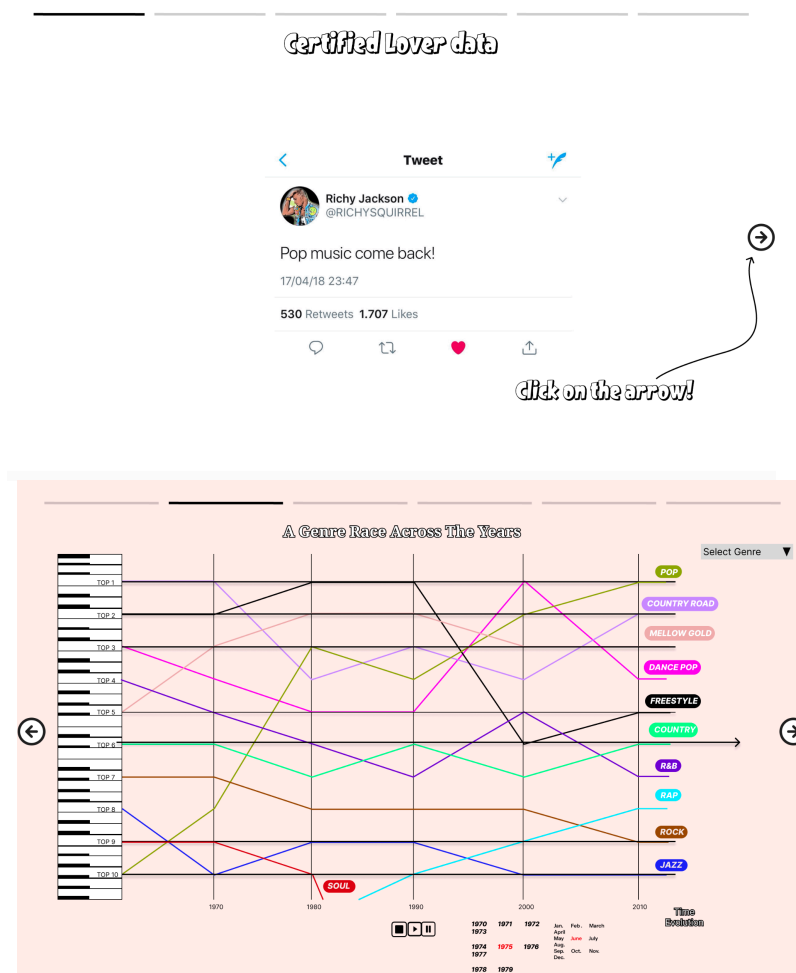 Certified Lover data
Tweet
Richy Jackson
@RICHYSQUIRREL
Pop music come back!
17/04/18 23:47
530 Retweets 1.707 Likes
Click on the arrow!
A Genre Race Across The Years
Select Genre
TOP 1
TOP 2
TOP 3
TOP 4
TOP 5
TOP 6
TOP 7
TOP 8
TOP 9
TOP 10
POP
COUNTRY ROAD
MELLOW GOLD
DANCE POP
FREESTYLE
COUNTRY
R&B
RAP
ROCK
JAZZ
SOUL
1970 1980 1990 2000 2010
Time
Evolution
1970 1971 1972
1973
1974 1975 1976
1977
1978 1979
Jan. Feb. March
April
May June July
Aug.
Sep. Oct. Nov.
Dec.